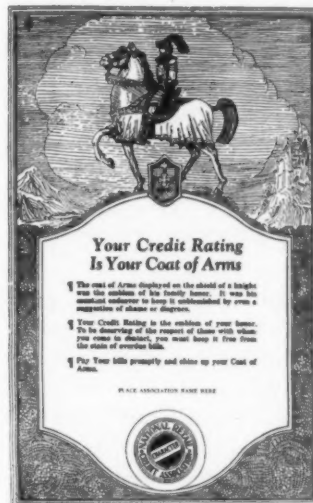 Your Credit Rating
Is Your Coat of Arms
¶ The coat of Arms displayed on the shield of a knight
was the emblem of his family honor. It was his
constant endeavor to keep it unblemished by even a
suggestion of shame or disgrace.
¶ Your Credit Rating is the emblem of your honor.
To be deserving of the respect of those with whom
you come in contact, you must keep it free from
the stain of overdue bills.
¶ Pay Your bills promptly and shine up your Coat of
Arms.
PLACE ASSOCIATION NAME HERE
NATIONAL RETAIL
CREDIT ASSOCIATION